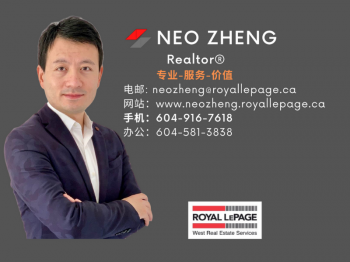 NEO ZHENG
Realtor®
专业-服务-价值
电邮: neozheng@royallepage.ca
网站: www.neozheng.royallepage.ca
手机: 604-916-7618
办公: 604-581-3838
ROYAL LEPAGE
West Real Estate Services